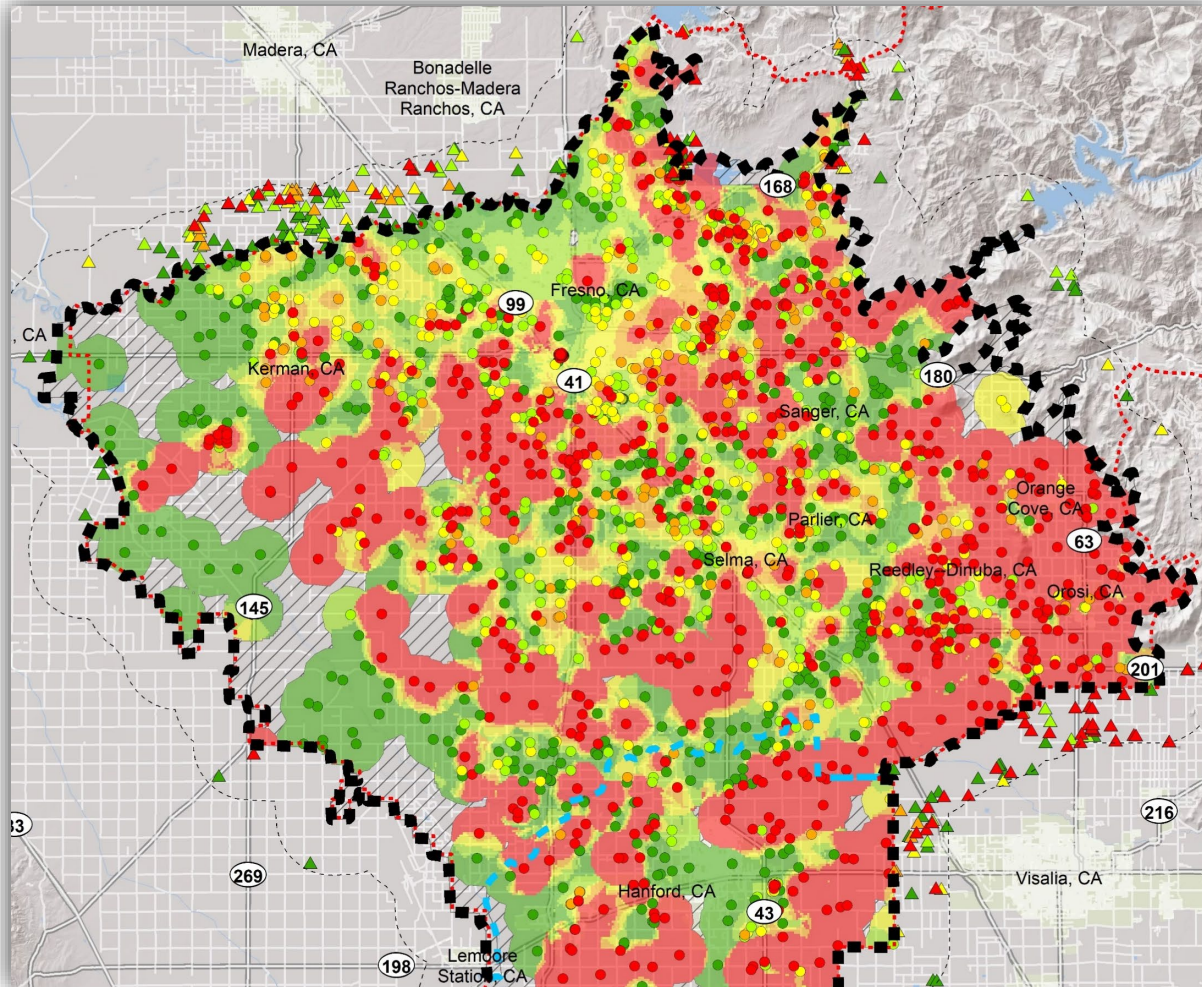 Madera, CA
Bonadelle
Ranchos-Madera
Ranchos, CA
168
Fresno, CA
99
, CA
Kerman, CA
41
180
Sanger, CA
Orange
Cove, CA
Parlier, CA
63
Selma, CA
Reedley--Dinuba, CA
Orosi, CA
145
201
216
33
269
Visalia, CA
Hanford, CA
43
Lemoore
Station, CA
198